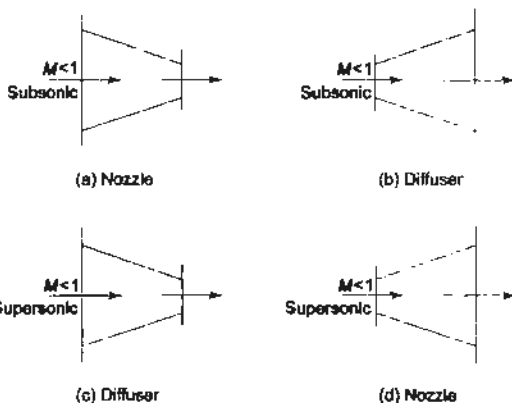 M<1
Subsonic
(a) Nozzle
M<1
Subsonic
(b) Diffuser
M<1
Supersonic
(c) Diffuser
M<1
Supersonic
(d) Nozzle